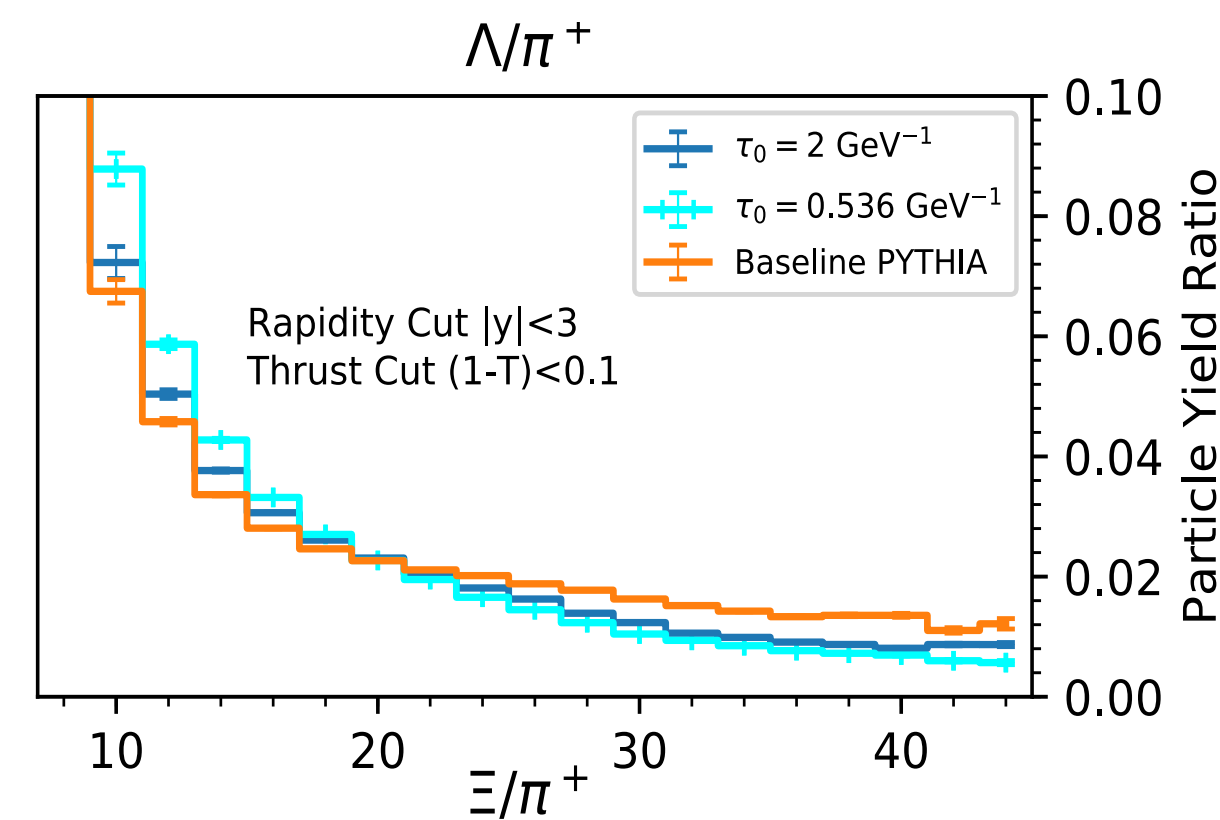 Λ/π⁺
τ₀ = 2 GeV⁻¹
τ₀ = 0.536 GeV⁻¹
Baseline PYTHIA
Rapidity Cut |y|<3
Thrust Cut (1-T)<0.1
0.10
0.08
0.06
0.04
0.02
0.00
Particle Yield Ratio
10 20 30 40
Ξ/π⁺